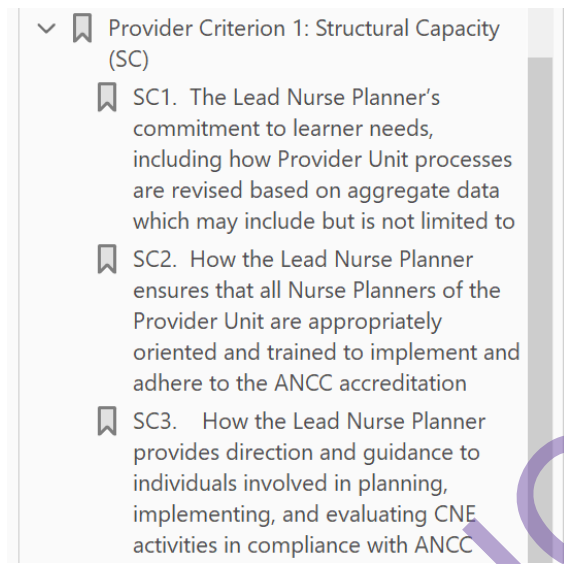 Provider Criterion 1: Structural Capacity
(SC)
SC1.  The Lead Nurse Planner’s
commitment to learner needs,
including how Provider Unit processes
are revised based on aggregate data
which may include but is not limited to
SC2.  How the Lead Nurse Planner
ensures that all Nurse Planners of the
Provider Unit are appropriately
oriented and trained to implement and
adhere to the ANCC accreditation
SC3.    How the Lead Nurse Planner
provides direction and guidance to
individuals involved in planning,
implementing, and evaluating CNE
activities in compliance with ANCC